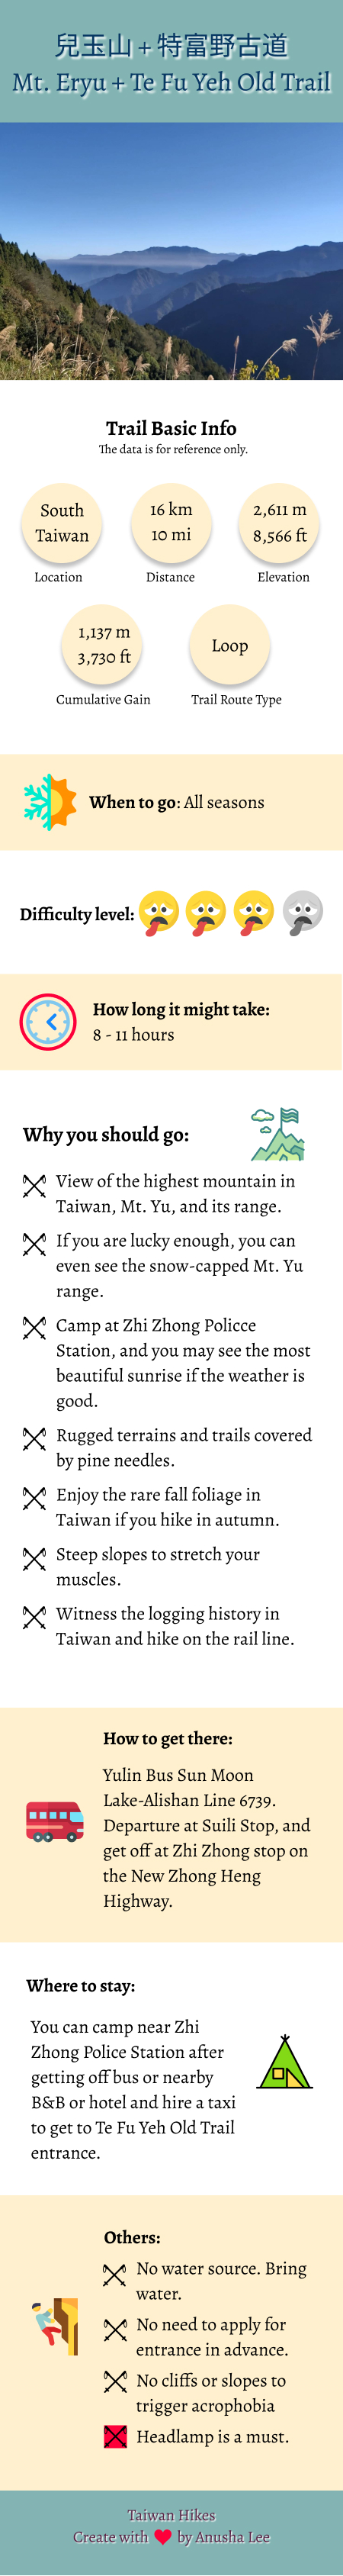 兒玉山 + 特富野古道
Mt. Eryu + Te Fu Yeh Old Trail
Trail Basic Info
The data is for reference only.
South
Taiwan
Location
16 km
10 mi
Distance
2,611 m
8,566 ft
Elevation
1,137 m
3,730 ft
Cumulative Gain
Loop
Trail Route Type
When to go: All seasons
Difficulty level:
How long it might take:
8 - 11 hours
Why you should go:
View of the highest mountain in
Taiwan, Mt. Yu, and its range.
If you are lucky enough, you can
even see the snow-capped Mt. Yu
range.
Camp at Zhi Zhong Policce
Station, and you may see the most
beautiful sunrise if the weather is
good.
Rugged terrains and trails covered
by pine needles.
Enjoy the rare fall foliage in
Taiwan if you hike in autumn.
Steep slopes to stretch your
muscles.
Witness the logging history in
Taiwan and hike on the rail line.
How to get there:
Yulin Bus Sun Moon
Lake-Alishan Line 6739.
Departure at Suili Stop, and
get off at Zhi Zhong stop on
the New Zhong Heng
Highway.
Where to stay:
You can camp near Zhi
Zhong Police Station after
getting off bus or nearby
B&B or hotel and hire a taxi
to get to Te Fu Yeh Old Trail
entrance.
Others:
No water source. Bring
water.
No need to apply for
entrance in advance.
No cliffs or slopes to
trigger acrophobia
Headlamp is a must.
Taiwan Hikes
Create with ❤ by Anusha Lee